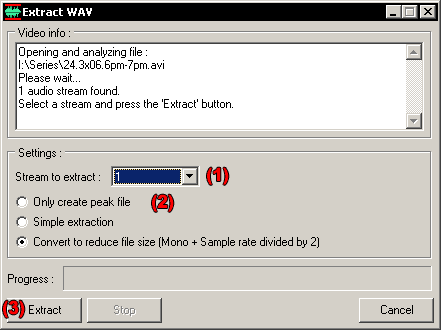 Extract WAV
Video info :
Opening and analyzing file :
I:\Series\24.3x06.6pm-7pm.avi
Please wait...
1 audio stream found.
Select a stream and press the 'Extract' button.
Settings :
Stream to extract : 1 (1)
Only create peak file (2)
Simple extraction
Convert to reduce file size (Mono + Sample rate divided by 2)
Progress :
(3) Extract Stop Cancel